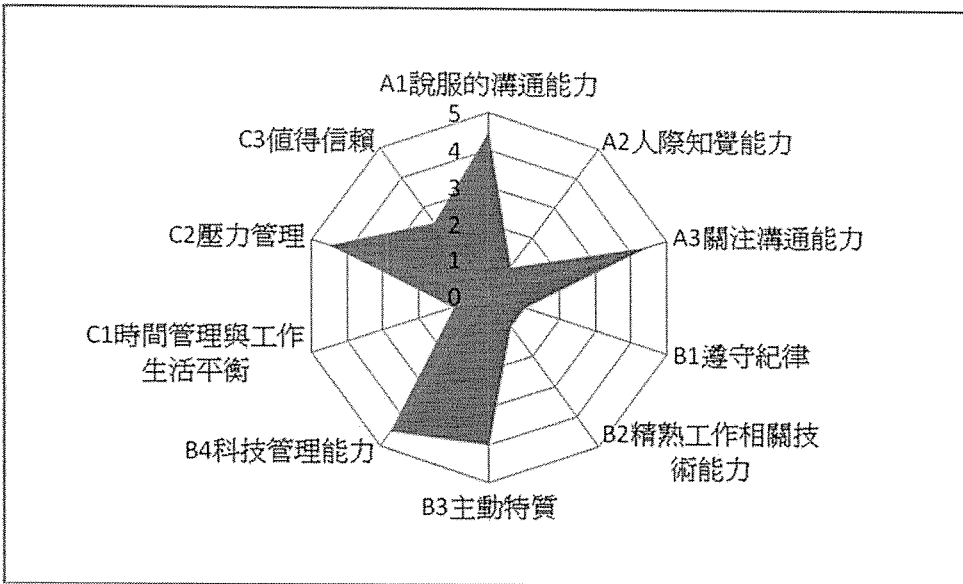 A1說服的溝通能力
A2人際知覺能力
A3關注溝通能力
B1遵守紀律
B2精熟工作相關技
術能力
B3主動特質
B4科技管理能力
C1時間管理與工作
生活平衡
C2壓力管理
C3值得信賴
5
4
3
2
1
0